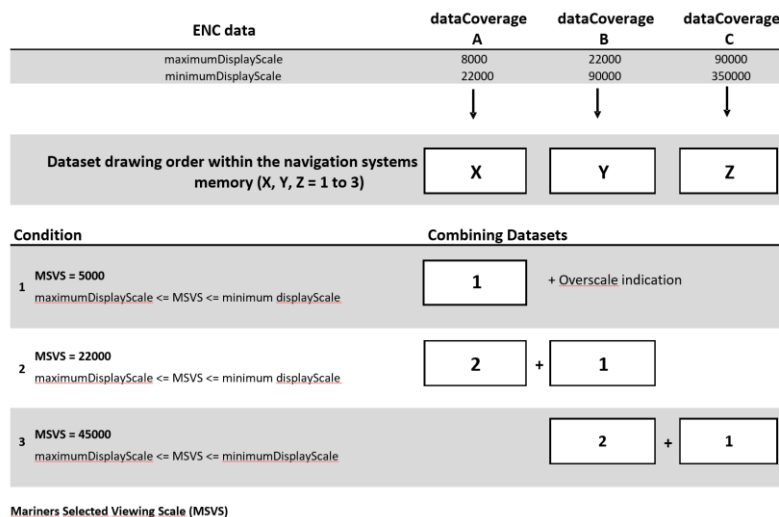 ENC data dataCoverage A dataCoverage B dataCoverage C
maximumDisplayScale 8000 22000 90000
minimumDisplayScale 22000 90000 350000
Dataset drawing order within the navigation systems
memory (X, Y, Z = 1 to 3)
X Y Z
Condition Combining Datasets
1 MSVS = 5000
maximumDisplayScale <= MSVS <= minimum displayScale
1 + Overscale indication
2 MSVS = 22000
maximumDisplayScale <= MSVS <= minimum displayScale
2 + 1
3 MSVS = 45000
maximumDisplayScale <= MSVS <= minimumDisplayScale
2 + 1
Mariners Selected Viewing Scale (MSVS)